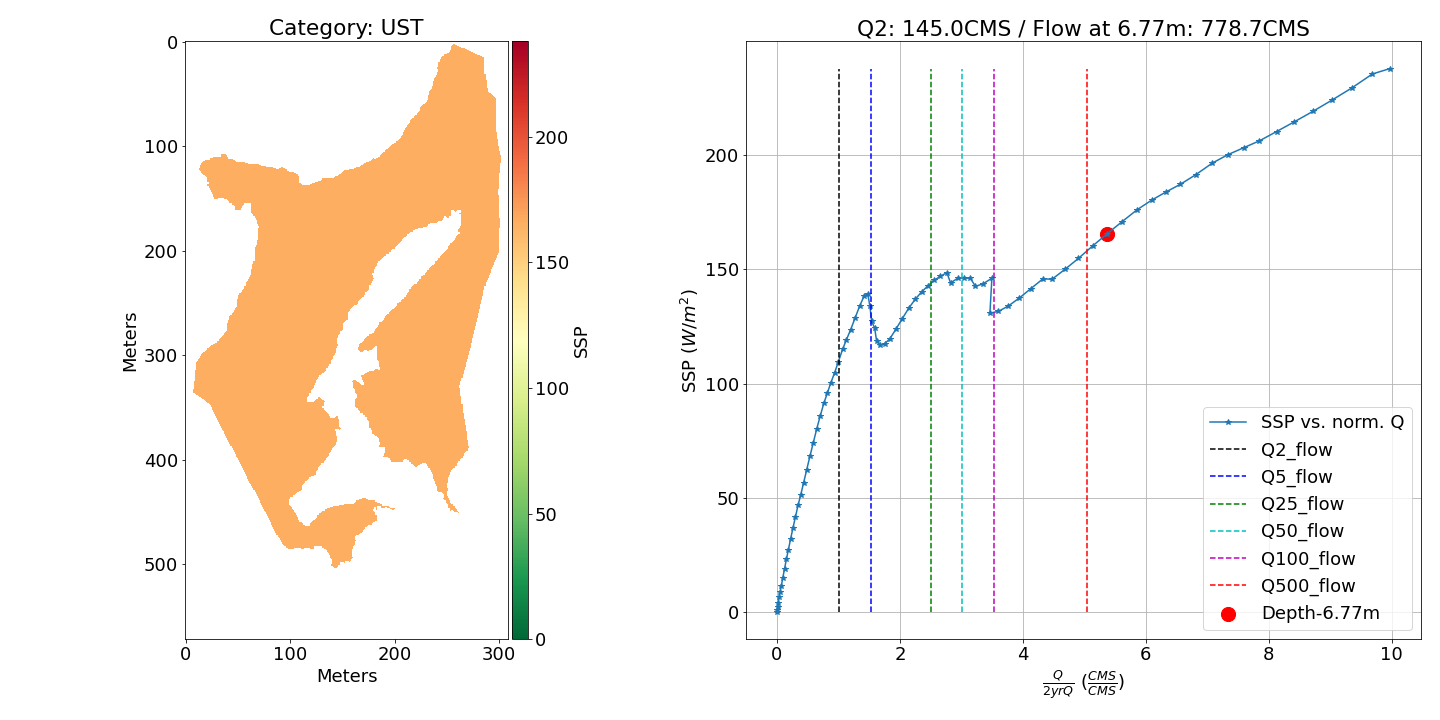 Category: UST
0
100
200
300
400
500
Meters
0
100
200
300
Meters
200
150
100
50
0
SSP
Q2: 145.0CMS / Flow at 6.77m: 778.7CMS
200
150
100
50
0
SSP (W/m²)
0
2
4
6
8
10
Q/2yrQ (CMS/CMS)
SSP vs. norm. Q
Q2_flow
Q5_flow
Q25_flow
Q50_flow
Q100_flow
Q500_flow
Depth-6.77m